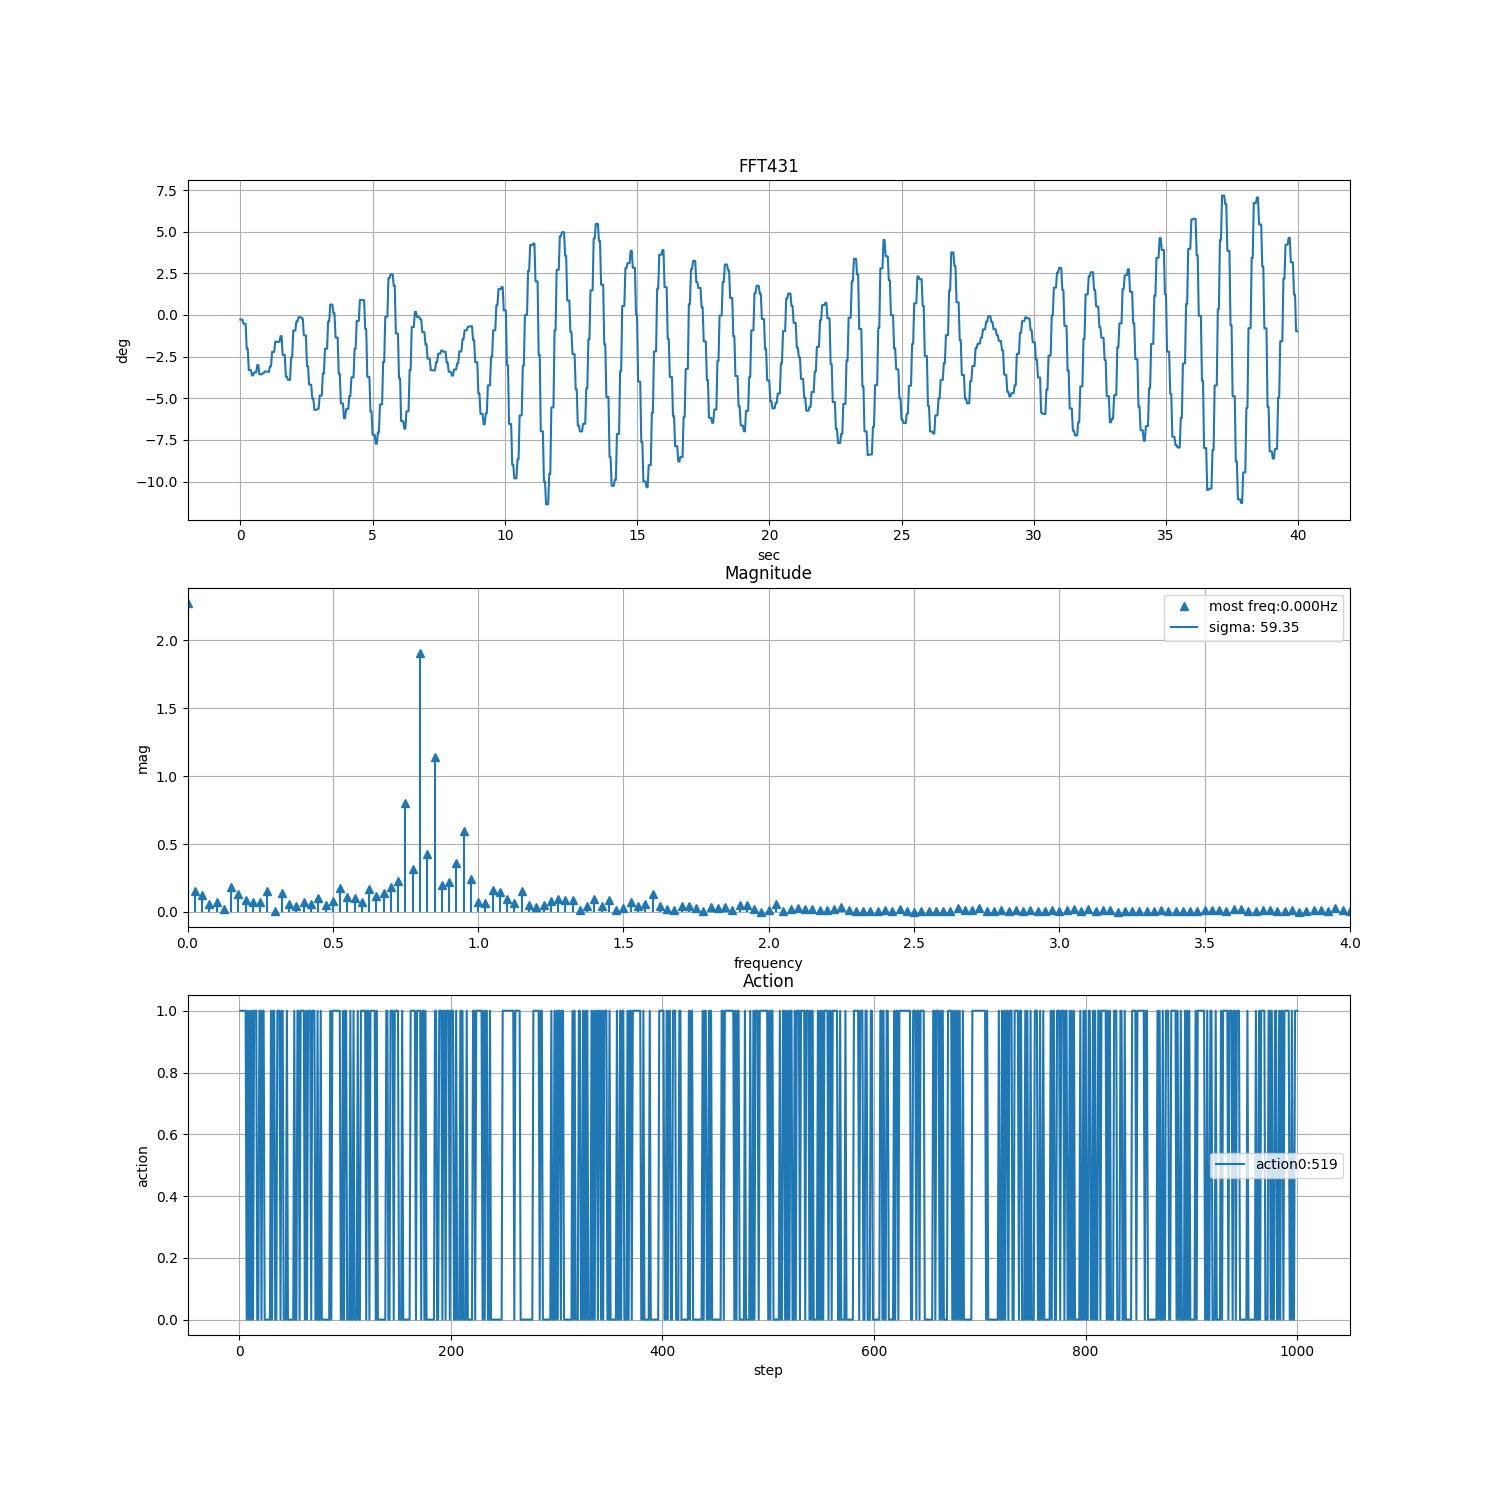 FFT431
7.5
5.0
2.5
0.0
−2.5
−5.0
−7.5
−10.0
deg
0 5 10 15 20 25 30 35 40
sec
Magnitude
most freq:0.000Hz
sigma: 59.35
2.0
1.5
1.0
0.5
0.0
mag
0.0 0.5 1.0 1.5 2.0 2.5 3.0 3.5 4.0
frequency
Action
1.0
0.8
0.6
0.4
0.2
0.0
action
action0:519
0 200 400 600 800 1000
step